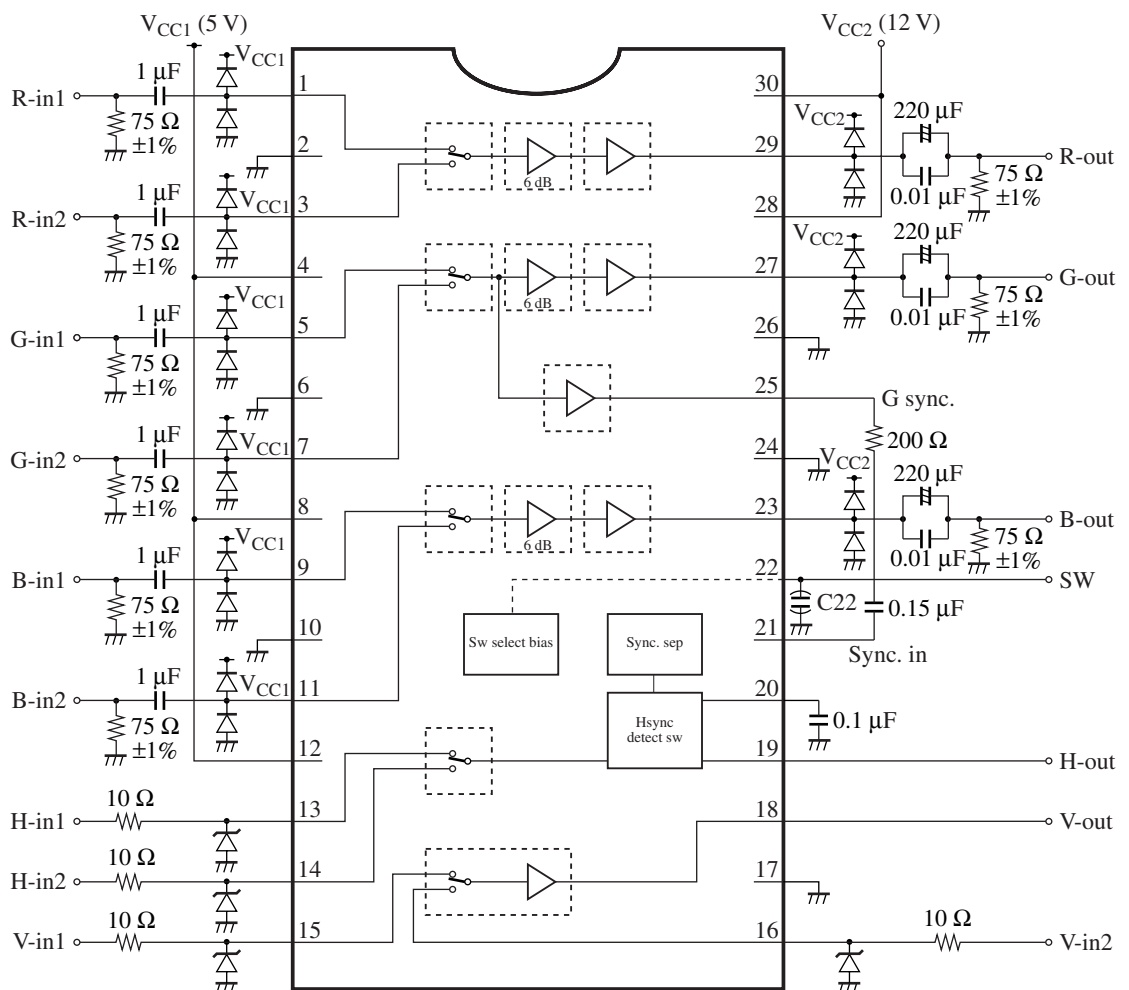 VCC1 (5 V)
VCC2 (12 V)
1 µF
VCC1
R-in1
75 Ω
±1%
1
2
1 µF
VCC1
R-in2
75 Ω
±1%
3
4
1 µF
VCC1
G-in1
75 Ω
±1%
5
6
1 µF
VCC1
G-in2
75 Ω
±1%
7
8
1 µF
VCC1
B-in1
75 Ω
±1%
9
10
1 µF
VCC1
B-in2
75 Ω
±1%
11
12
H-in1
10 Ω
13
H-in2
10 Ω
14
V-in1
10 Ω
15
6 dB
6 dB
6 dB
Sw select bias
Sync. sep
Hsync
detect sw
30
VCC2
220 µF
29
R-out
0.01 µF
75 Ω
±1%
28
VCC2
220 µF
27
G-out
0.01 µF
75 Ω
±1%
26
25
G sync.
200 Ω
24
VCC2
220 µF
23
B-out
0.01 µF
75 Ω
±1%
22
SW
C22
0.15 µF
21
Sync. in
20
0.1 µF
19
H-out
18
V-out
17
10 Ω
16
V-in2